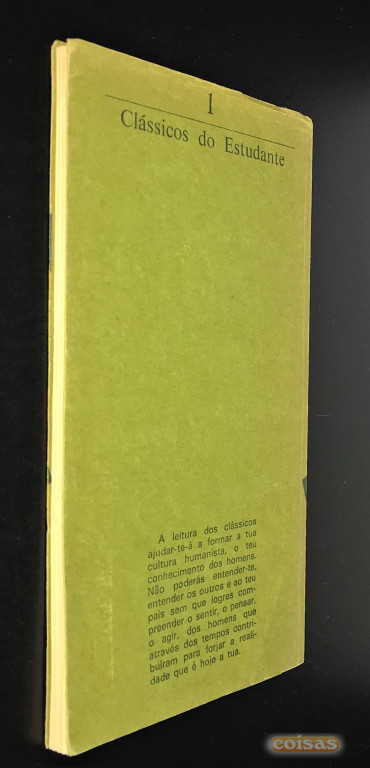 1
Clássicos do Estudante
A leitura dos clássicos
ajudar-te-á a formar a tua
cultura humanista, o teu
conhecimento dos homens.
Não poderás entender-te,
entender os outros e ao teu
país sem que logres com-
preender o sentir, o pensar,
o agir, dos homens que
através dos tempos contri-
buíram para forjar a reali-
dade que é hoje a tua.
coisas